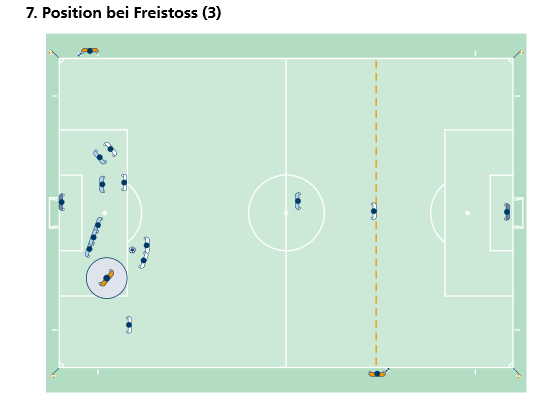 7. Position bei Freistoss (3)